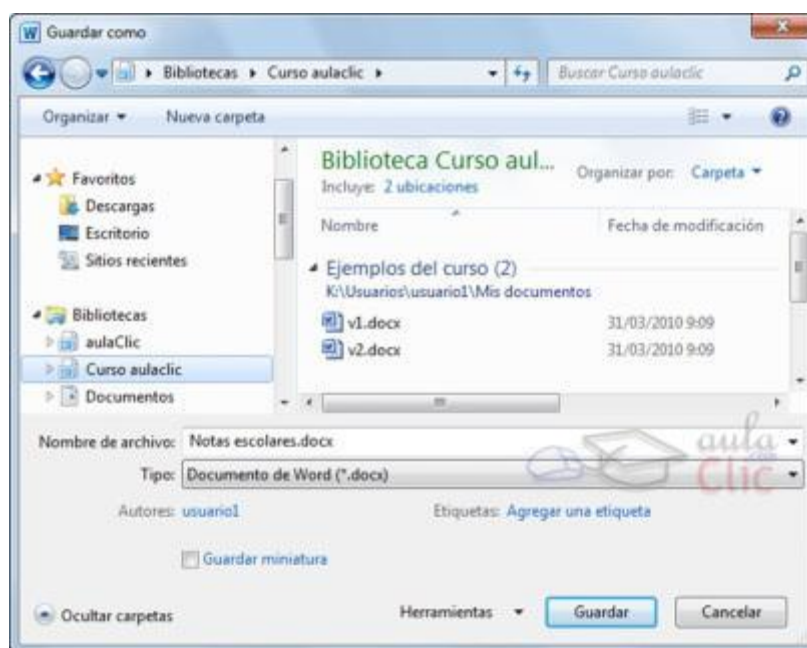 Guardar como
Bibliotecas Curso aulaclic
Buscar Curso aulaclic
Organizar Nueva carpeta
Favoritos
Descargas
Escritorio
Sitios recientes
Bibliotecas
aulaClic
Curso aulaclic
Documentos
Biblioteca Curso aul...
Incluye: 2 ubicaciones
Organizar por: Carpeta
Nombre Fecha de modificación
Ejemplos del curso (2)
K:\Usuarios\usuario1\Mis documentos
v1.docx 31/03/2010 9:09
v2.docx 31/03/2010 9:09
Nombre de archivo: Notas escolares.docx
Tipo: Documento de Word (*.docx)
aula
Clic
Autores: usuario1 Etiquetas: Agregar una etiqueta
Guardar miniatura
Ocultar carpetas Herramientas Guardar Cancelar